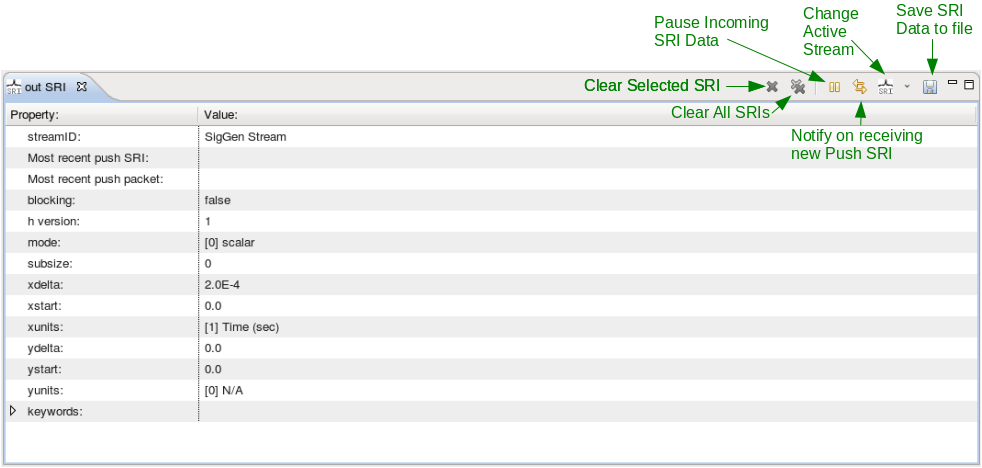 Pause Incoming
SRI Data
Change
Active
Stream
Save SRI
Data to file
SRI out SRI
Clear Selected SRI
SRI
Clear All SRIs
Notify on receiving
new Push SRI
Property: Value:
streamID: SigGen Stream
Most recent push SRI:
Most recent push packet:
blocking: false
h version: 1
mode: [0] scalar
subsize: 0
xdelta: 2.0E-4
xstart: 0.0
xunits: [1] Time (sec)
ydelta: 0.0
ystart: 0.0
yunits: [0] N/A
keywords: